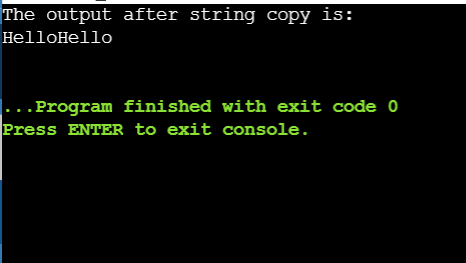 The output after string copy is:
HelloHello
...Program finished with exit code 0
Press ENTER to exit console.